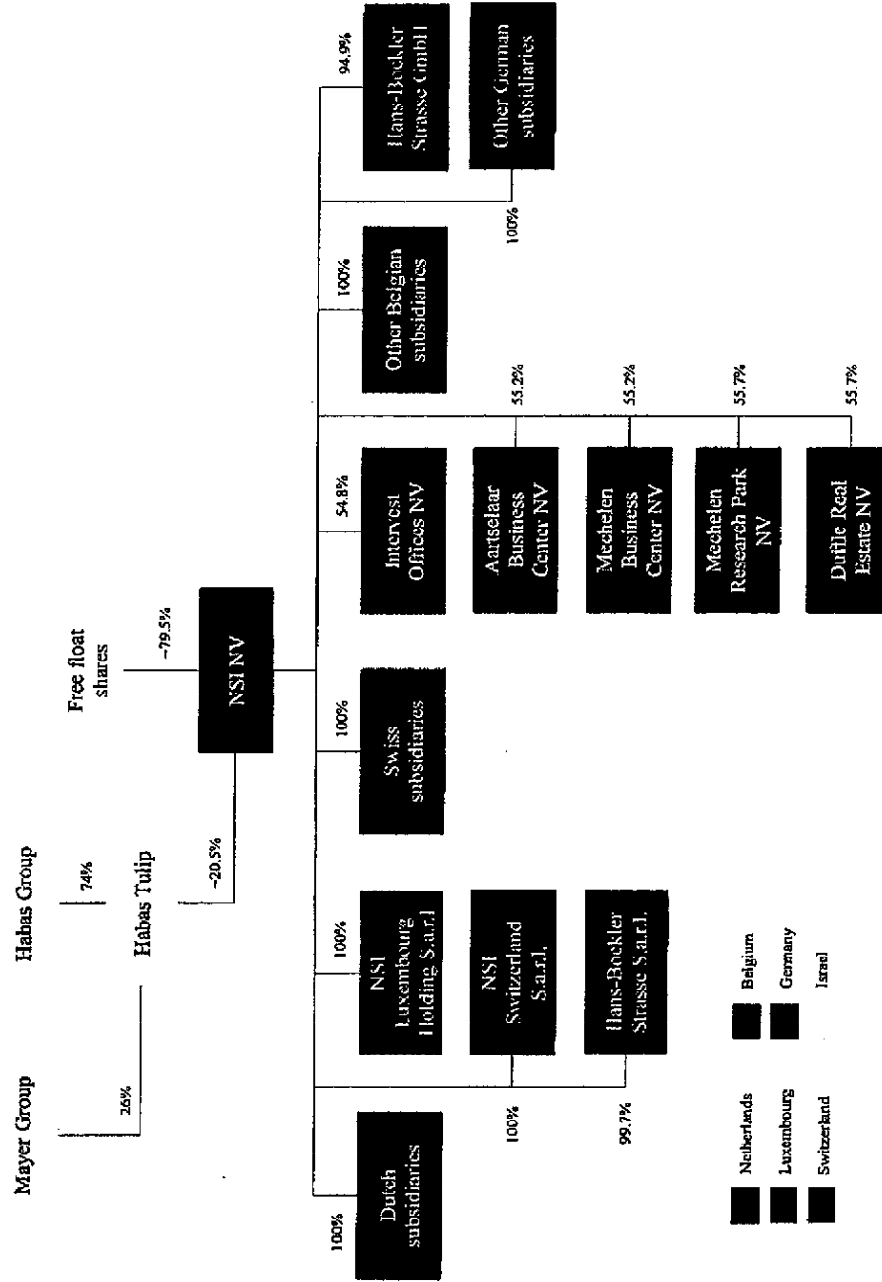 Mayer Group
Habas Group
26%
74%
Habas Tulip
Free float
shares
~20.5%
~79.5%
NSI NV
100%
Dutch
subsidiaries
100%
NSI
Luxembourg
Holding S.a.r.l
100%
NSI
Switzerland
S.a.r.l.
99.7%
Hans-Bockler
Strasse S.a.r.l.
100%
Swiss
subsidiaries
54.8%
Intervest
Offices NV
55.2%
Aartselaar
Business
Center NV
55.2%
Mechelen
Business
Center NV
55.7%
Mechelen
Research Park
NV
55.7%
Duffle Real
Estate NV
100%
Other Belgian
subsidiaries
94.9%
Hans-Bockler
Strasse GmbH
100%
Other German
subsidiaries
Netherlands
Luxembourg
Switzerland
Belgium
Germany
Israel